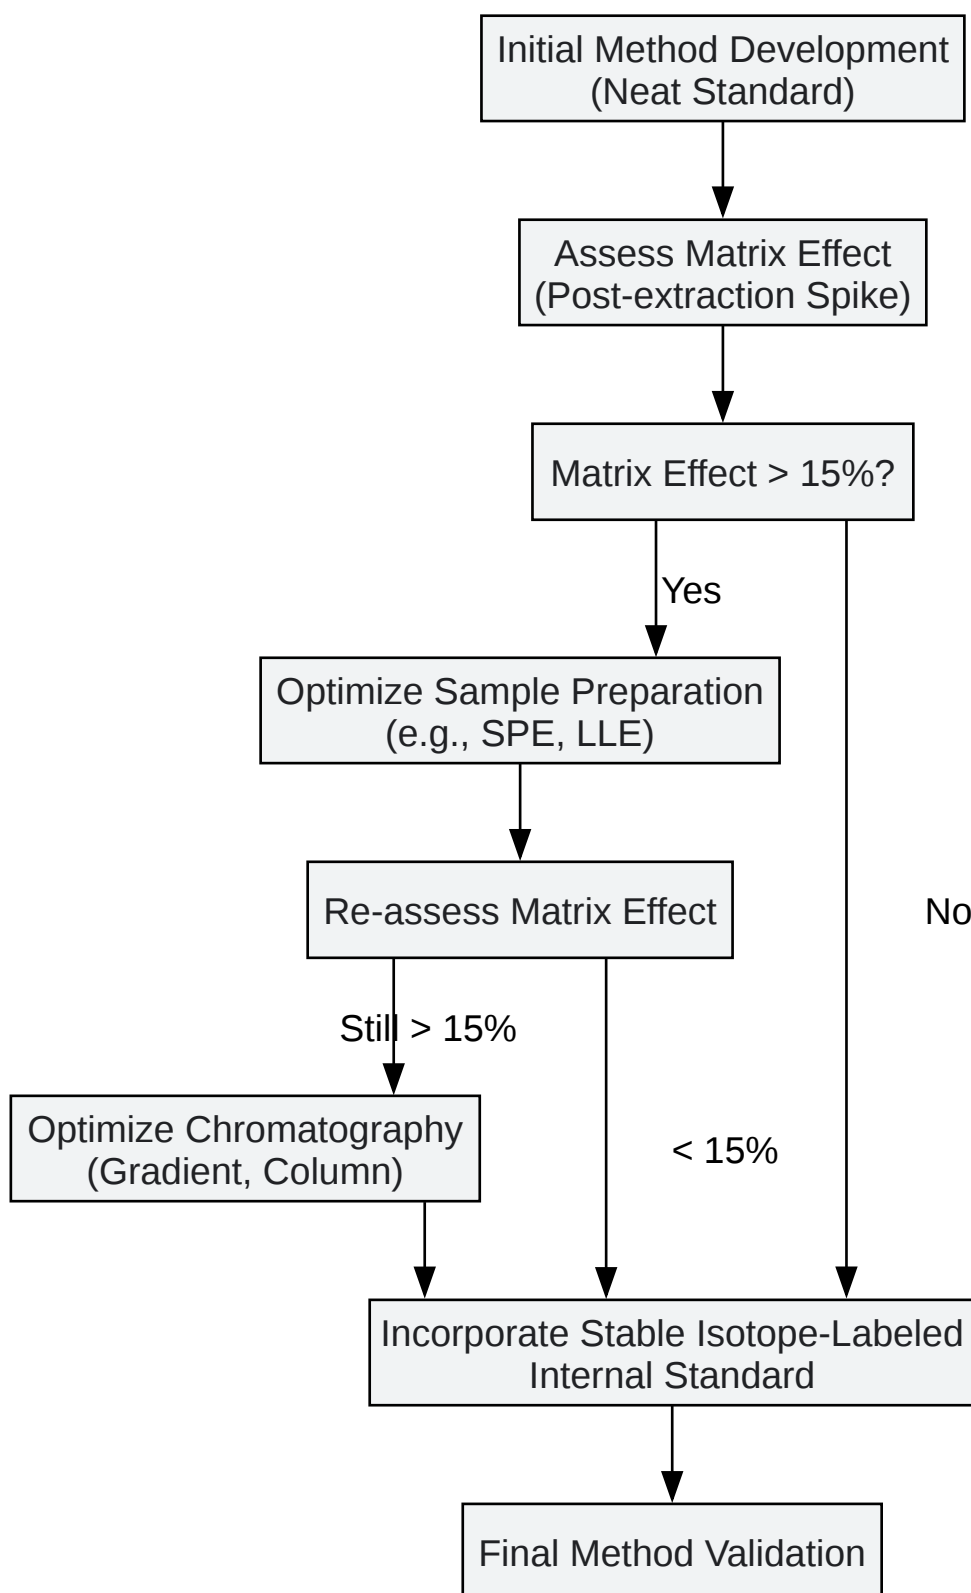 Initial Method Development
(Neat Standard)
Assess Matrix Effect
(Post-extraction Spike)
Matrix Effect > 15%?
Yes
Optimize Sample Preparation
(e.g., SPE, LLE)
Re-assess Matrix Effect
No
Still > 15%
Optimize Chromatography
(Gradient, Column)
< 15%
Incorporate Stable Isotope-Labeled
Internal Standard
Final Method Validation